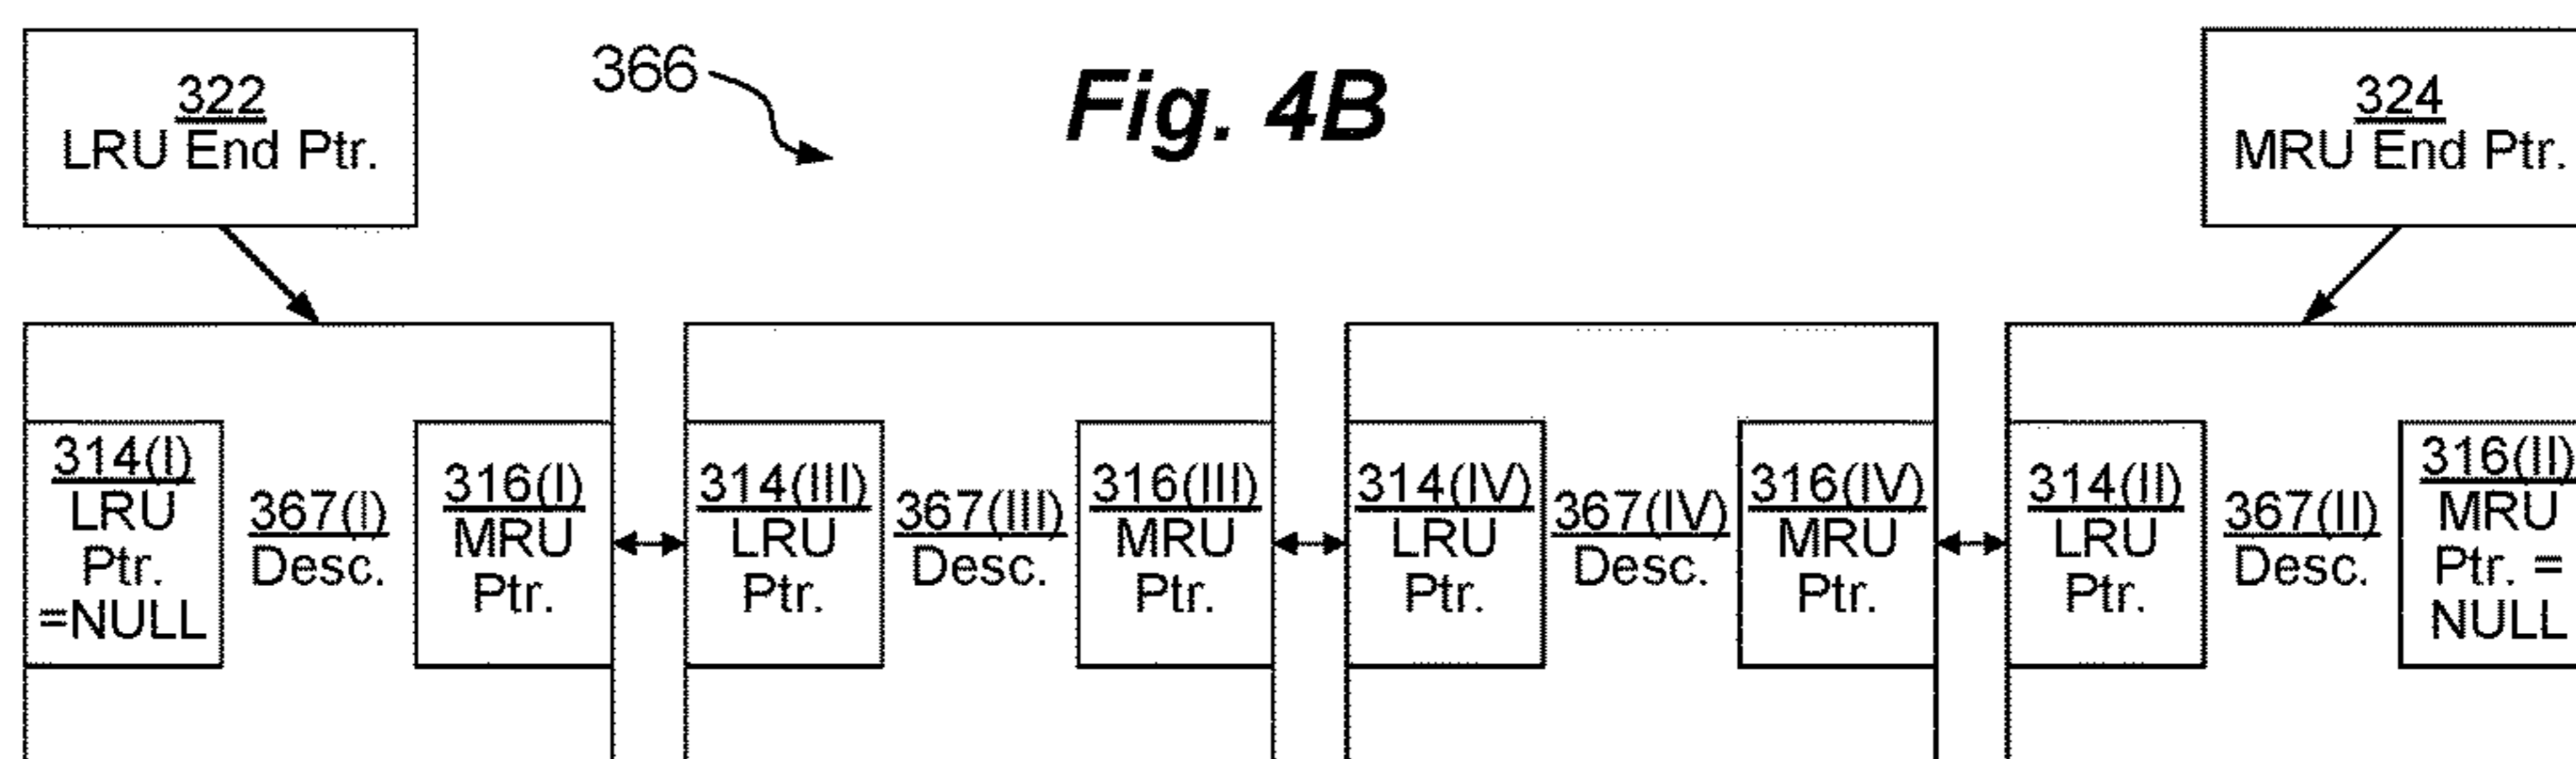 322
LRU End Ptr.
366
Fig. 4B
324
MRU End Ptr.
314(I)
LRU
Ptr.
=NULL
367(I)
Desc.
316(I)
MRU
Ptr.
314(III)
LRU
Ptr.
367(III)
Desc.
316(III)
MRU
Ptr.
314(IV)
LRU
Ptr.
367(IV)
Desc.
316(IV)
MRU
Ptr.
314(II)
LRU
Ptr.
367(II)
Desc.
316(II)
MRU
Ptr. =
NULL